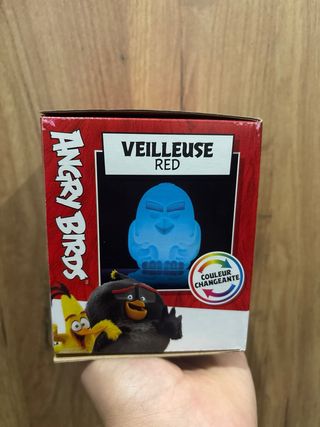 ANGRY BIRDS
VEILLEUSE
RED
COULEUR
CHANGEANTE